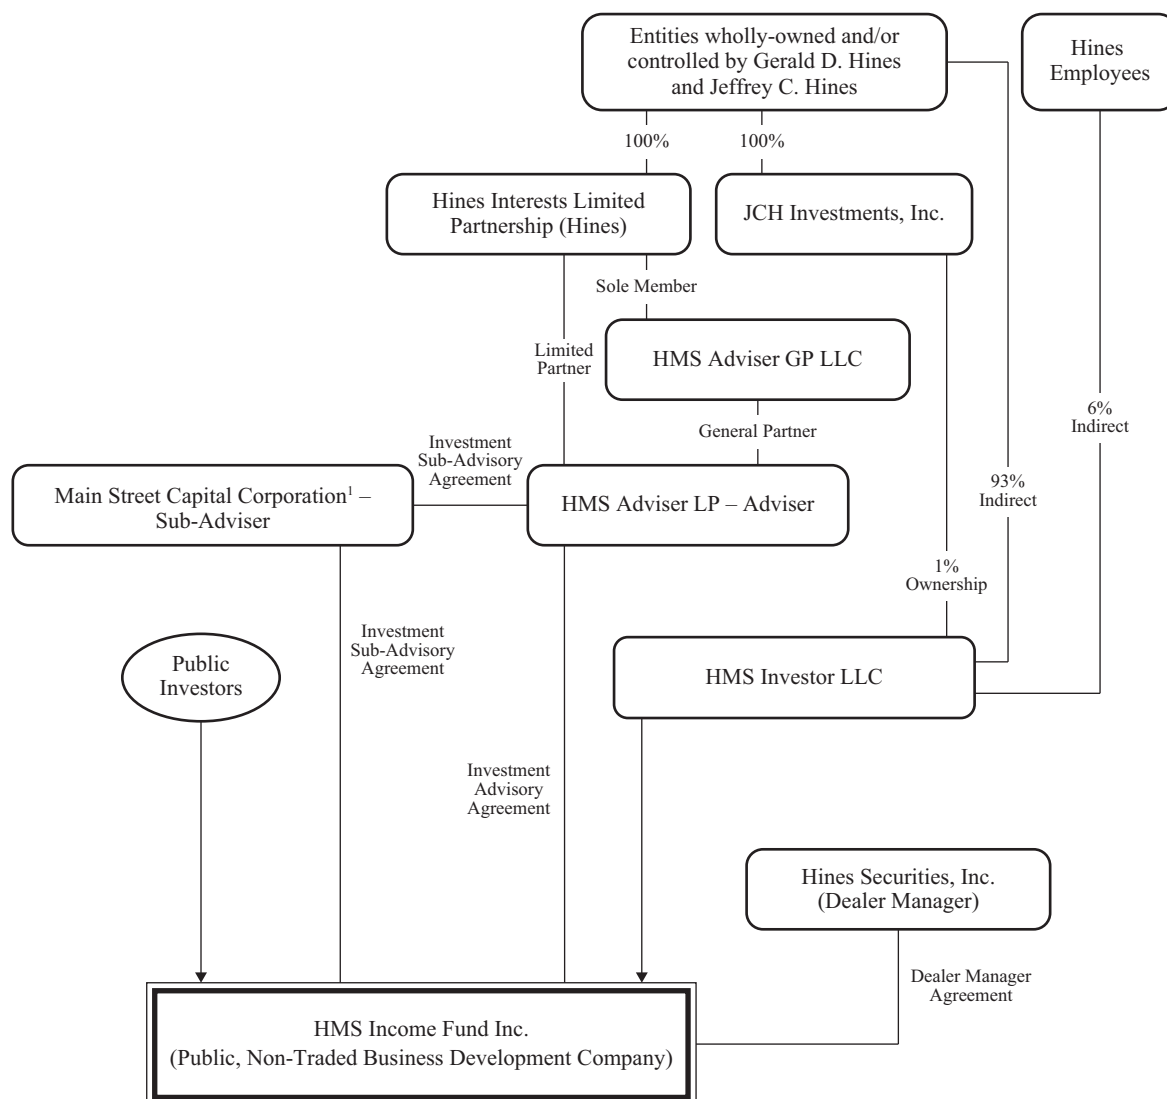 Entities wholly-owned and/or
controlled by Gerald D. Hines
and Jeffrey C. Hines
Hines
Employees
100%
100%
Hines Interests Limited
Partnership (Hines)
JCH Investments, Inc.
Sole Member
Limited
Partner
HMS Adviser GP LLC
6%
Indirect
General Partner
Investment
Sub-Advisory
Agreement
93%
Indirect
Main Street Capital Corporation¹ –
Sub-Adviser
HMS Adviser LP – Adviser
1%
Ownership
Investment
Sub-Advisory
Agreement
Public
Investors
HMS Investor LLC
Investment
Advisory
Agreement
Hines Securities, Inc.
(Dealer Manager)
Dealer Manager
Agreement
HMS Income Fund Inc.
(Public, Non-Traded Business Development Company)